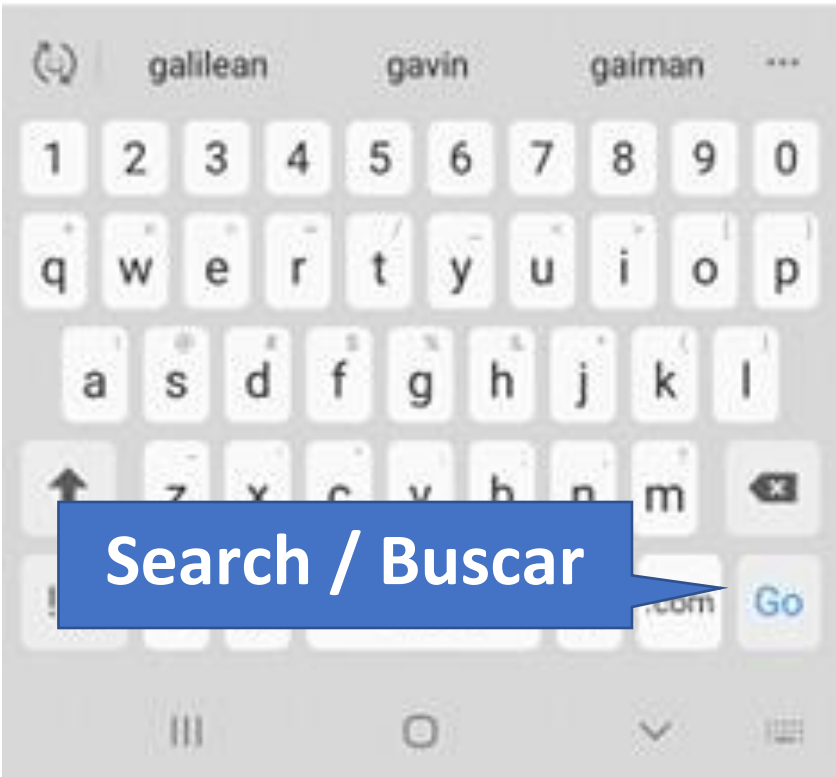 galilean gavin gaiman ...
1 2 3 4 5 6 7 8 9 0
q w e r t y u i o p
a s d f g h j k l
z x c v b n m
Search / Buscar
.com Go